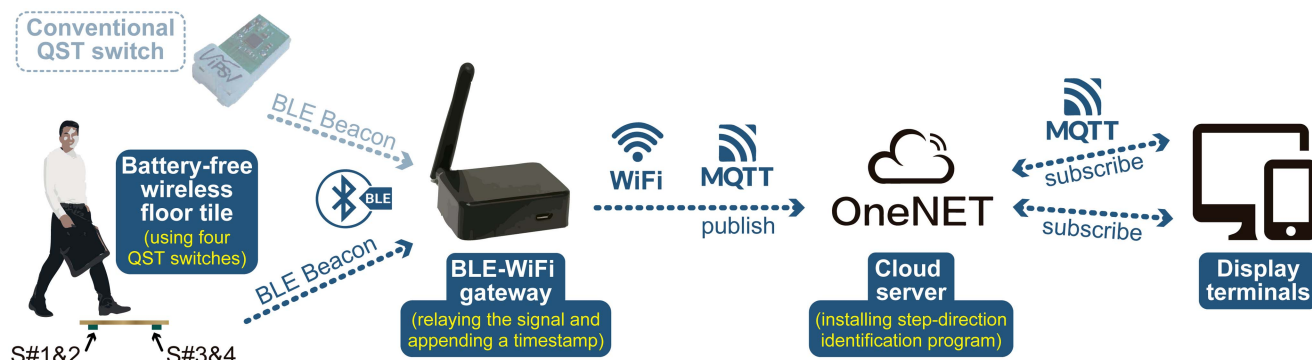 Conventional
QST switch
ViPSN
BLE Beacon
Battery-free
wireless
floor tile
(using four
QST switches)
S#1&2
S#3&4
BLE
BLE Beacon
BLE-WiFi
gateway
(relaying the signal and
appending a timestamp)
WiFi
MQTT
publish
OneNET
Cloud
server
(installing step-direction
identification program)
MQTT
subscribe
subscribe
Display
terminals